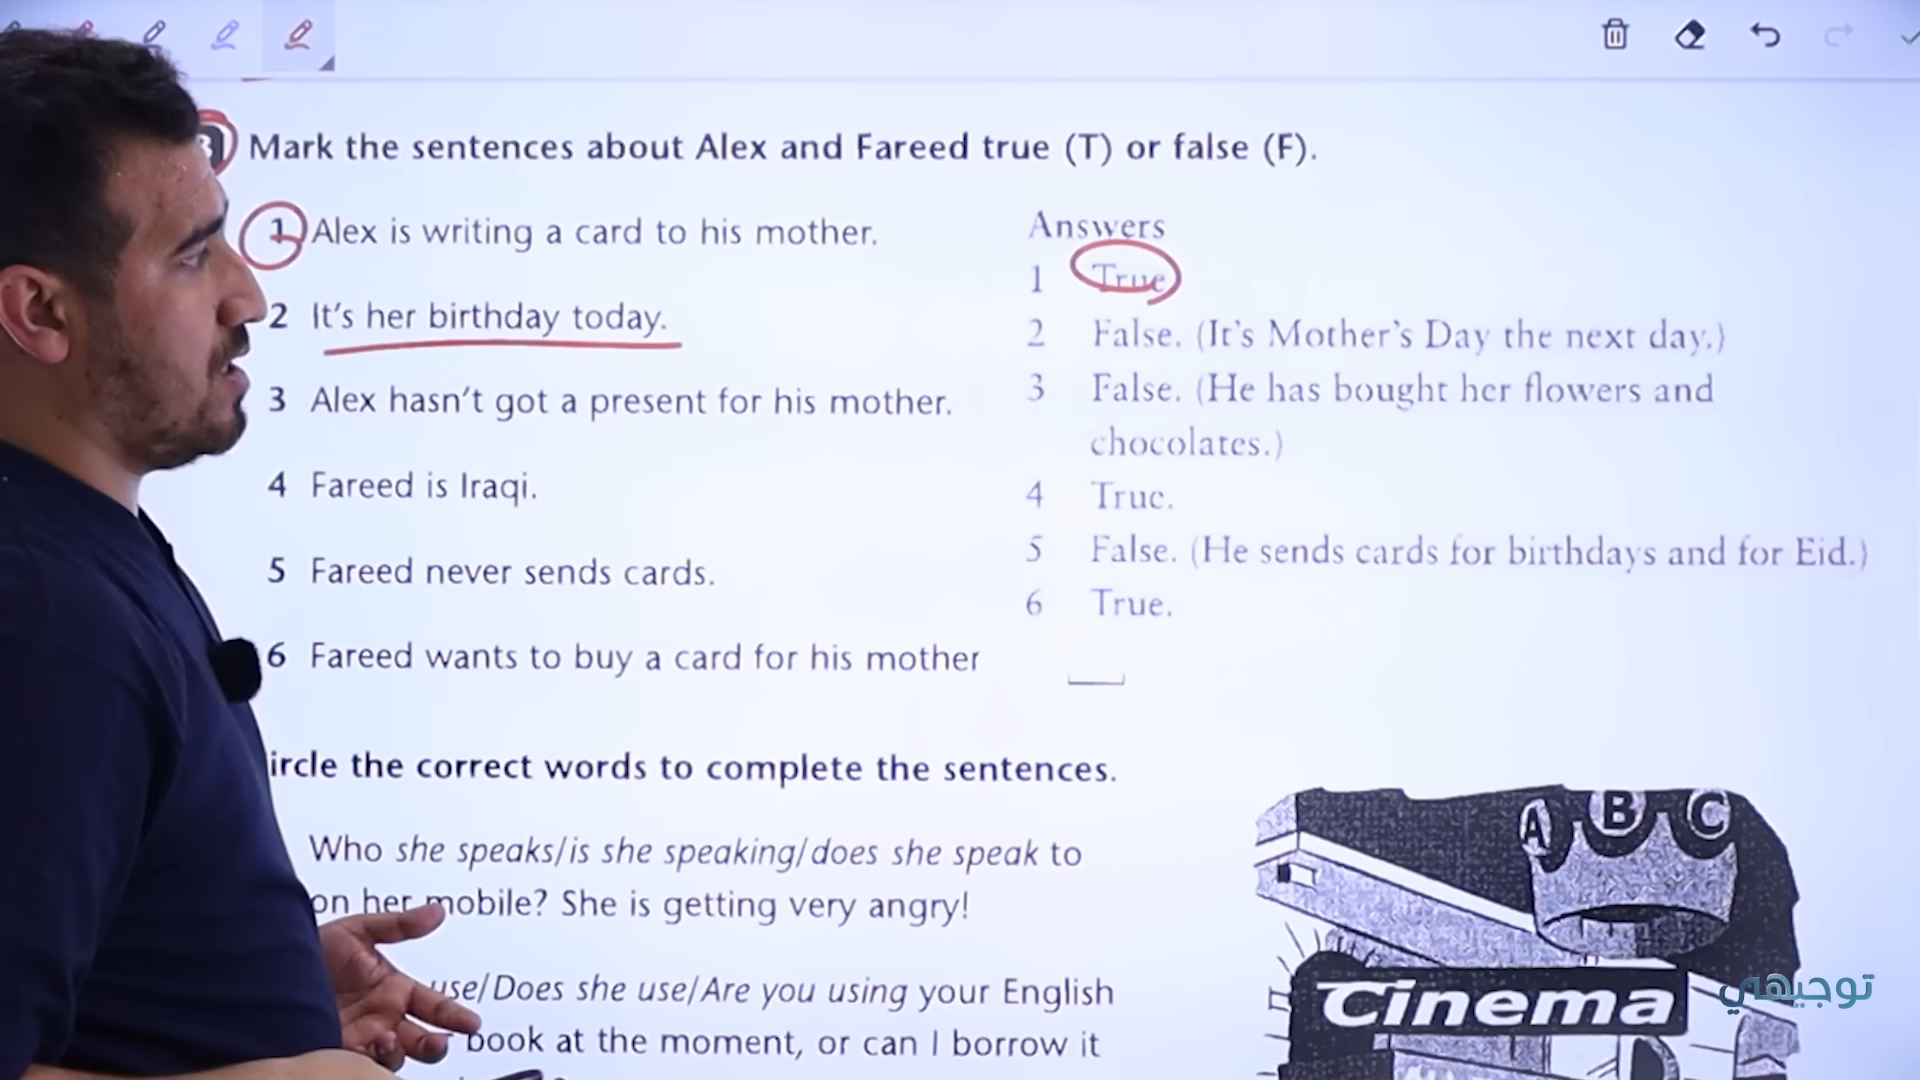 Mark the sentences about Alex and Fareed true (T) or false (F).
1 Alex is writing a card to his mother.
2 It's her birthday today.
3 Alex hasn't got a present for his mother.
4 Fareed is Iraqi.
5 Fareed never sends cards.
6 Fareed wants to buy a card for his mother
Answers
1 True
2 False. (It's Mother's Day the next day.)
3 False. (He has bought her flowers and
chocolates.)
4 True.
5 False. (He sends cards for birthdays and for Eid.)
6 True.
ircle the correct words to complete the sentences.
Who she speaks/is she speaking/does she speak to
on her mobile? She is getting very angry!
use/Does she use/Are you using your English
book at the moment, or can I borrow it
A B C
Cinema
توجيهي